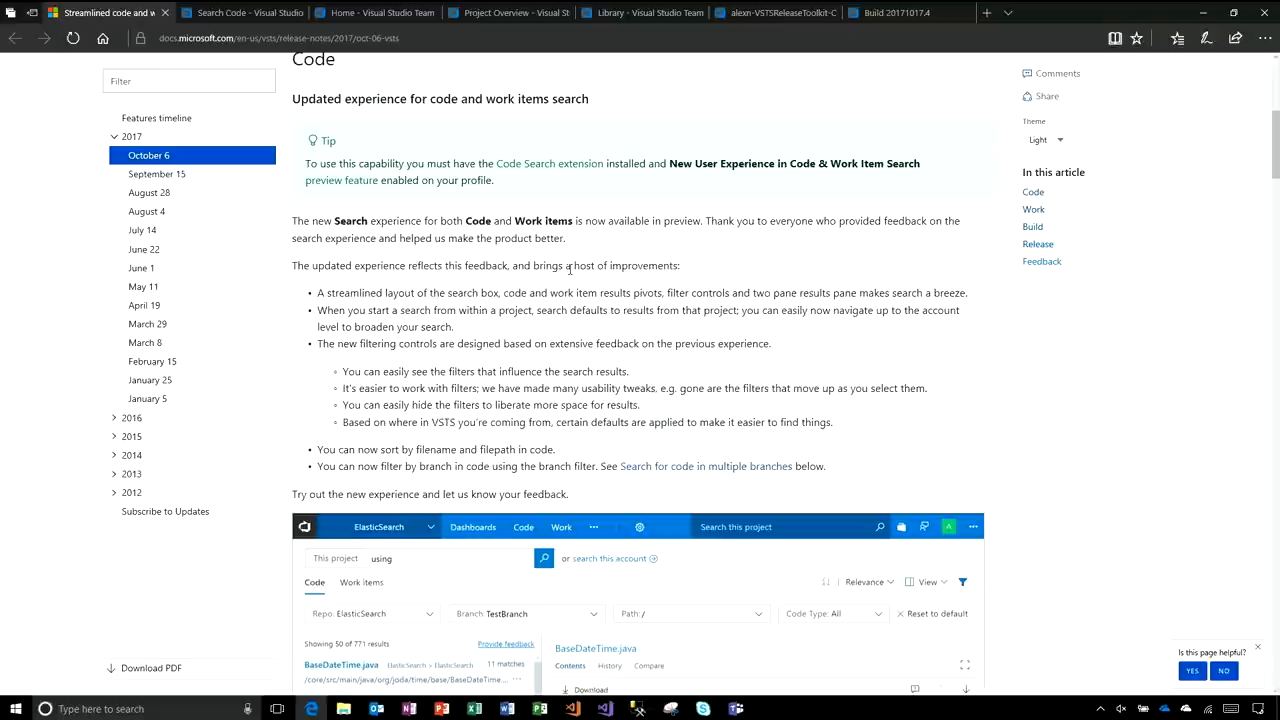 Streamlined user exper
Search Code - Visual Studi
Project Overview - Visual St
Library - Visual Studio Team
alexn-VSTSReleaseToolkit-C
Build 20171017.4
docs.microsoft.com/en-us/vsts/release-notes/2017/oct-06-vsts
Filter
Features timeline
2017
October 6
September 15
August 28
August 4
July 14
June 22
June 1
May 11
April 19
March 29
March 8
February 15
January 25
January 5
2016
2015
2014
2013
2012
Subscribe to Updates
Download PDF
Code
Updated experience for code and work items search
Tip
To use this capability you must have the Code Search extension installed and New User Experience in Code & Work Item Search
preview feature enabled on your profile.
The new Search experience for both Code and Work items is now available in preview. Thank you to everyone who provided feedback on the
search experience and helped us make the product better.
The updated experience reflects this feedback, and brings a host of improvements:
• A streamlined layout of the search box, code and work item results pivots, filter controls and two pane results pane makes search a breeze.
• When you start a search from within a project, search defaults to results from that project; you can easily now navigate up to the account
level to broaden your search.
• The new filtering controls are designed based on extensive feedback on the previous experience.
◦ You can easily see the filters that influence the search results.
◦ It's easier to work with filters; we have made many usability tweaks, e.g. gone are the filters that move up as you select them.
◦ You can easily hide the filters to liberate more space for results.
◦ Based on where in VSTS you're coming from, certain defaults are applied to make it easier to find things.
• You can now sort by filename and filepath in code.
• You can now filter by branch in code using the branch filter. See Search for code in multiple branches below.
Try out the new experience and let us know your feedback.
ElasticSearch Dashboards Code Work ··· Search this project A ···
This project using or search this account
Code Work items Relevance View
Repo: ElasticSearch Branch TestBranch Path: / Code Type: All Reset to default
Showing 50 of 771 results Provide feedback
BaseDateTime.java ElasticSearch > ElasticSearch 11 matches
/core/src/main/java/org/joda/time/base/BaseDateTime... ···
BaseDateTime.java
Contents History Compare
Download
Comments
Share
Theme
Light
In this article
Code
Work
Build
Release
Feedback
Is this page helpful?
YES NO
Type here to search